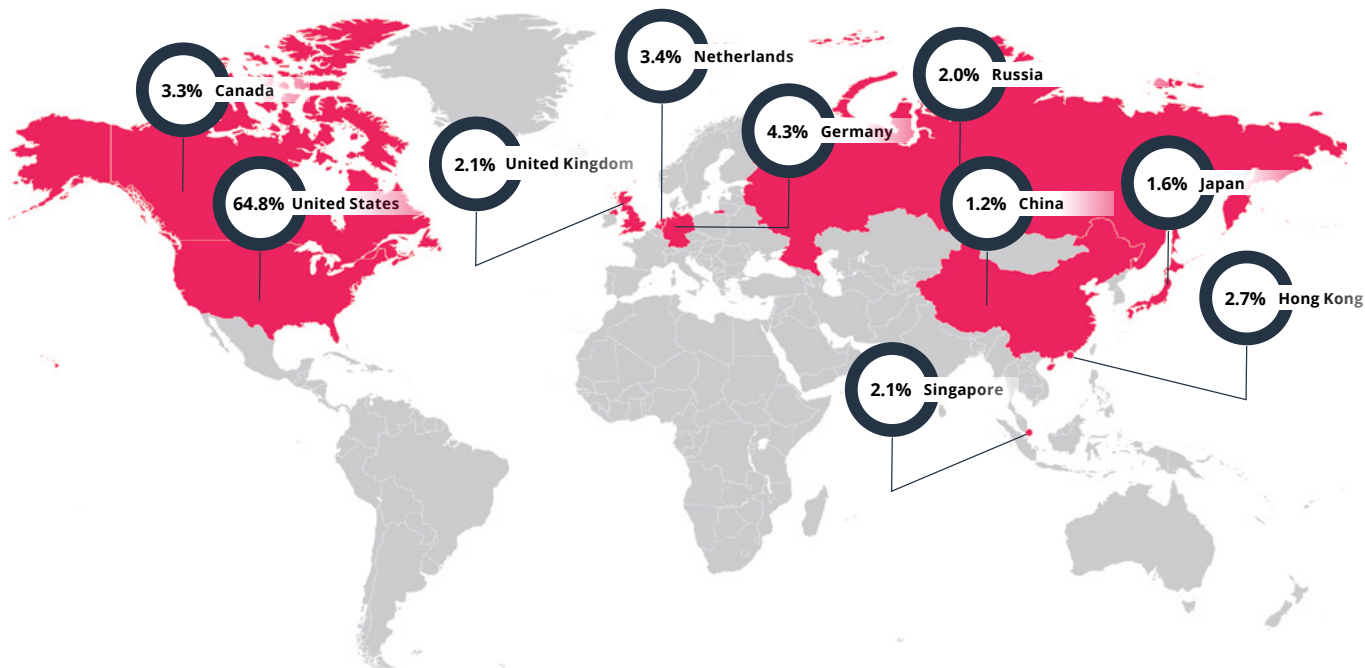 3.4% Netherlands
2.0% Russia
3.3% Canada
4.3% Germany
2.1% United Kingdom
1.6% Japan
64.8% United States
1.2% China
2.7% Hong Kong
2.1% Singapore